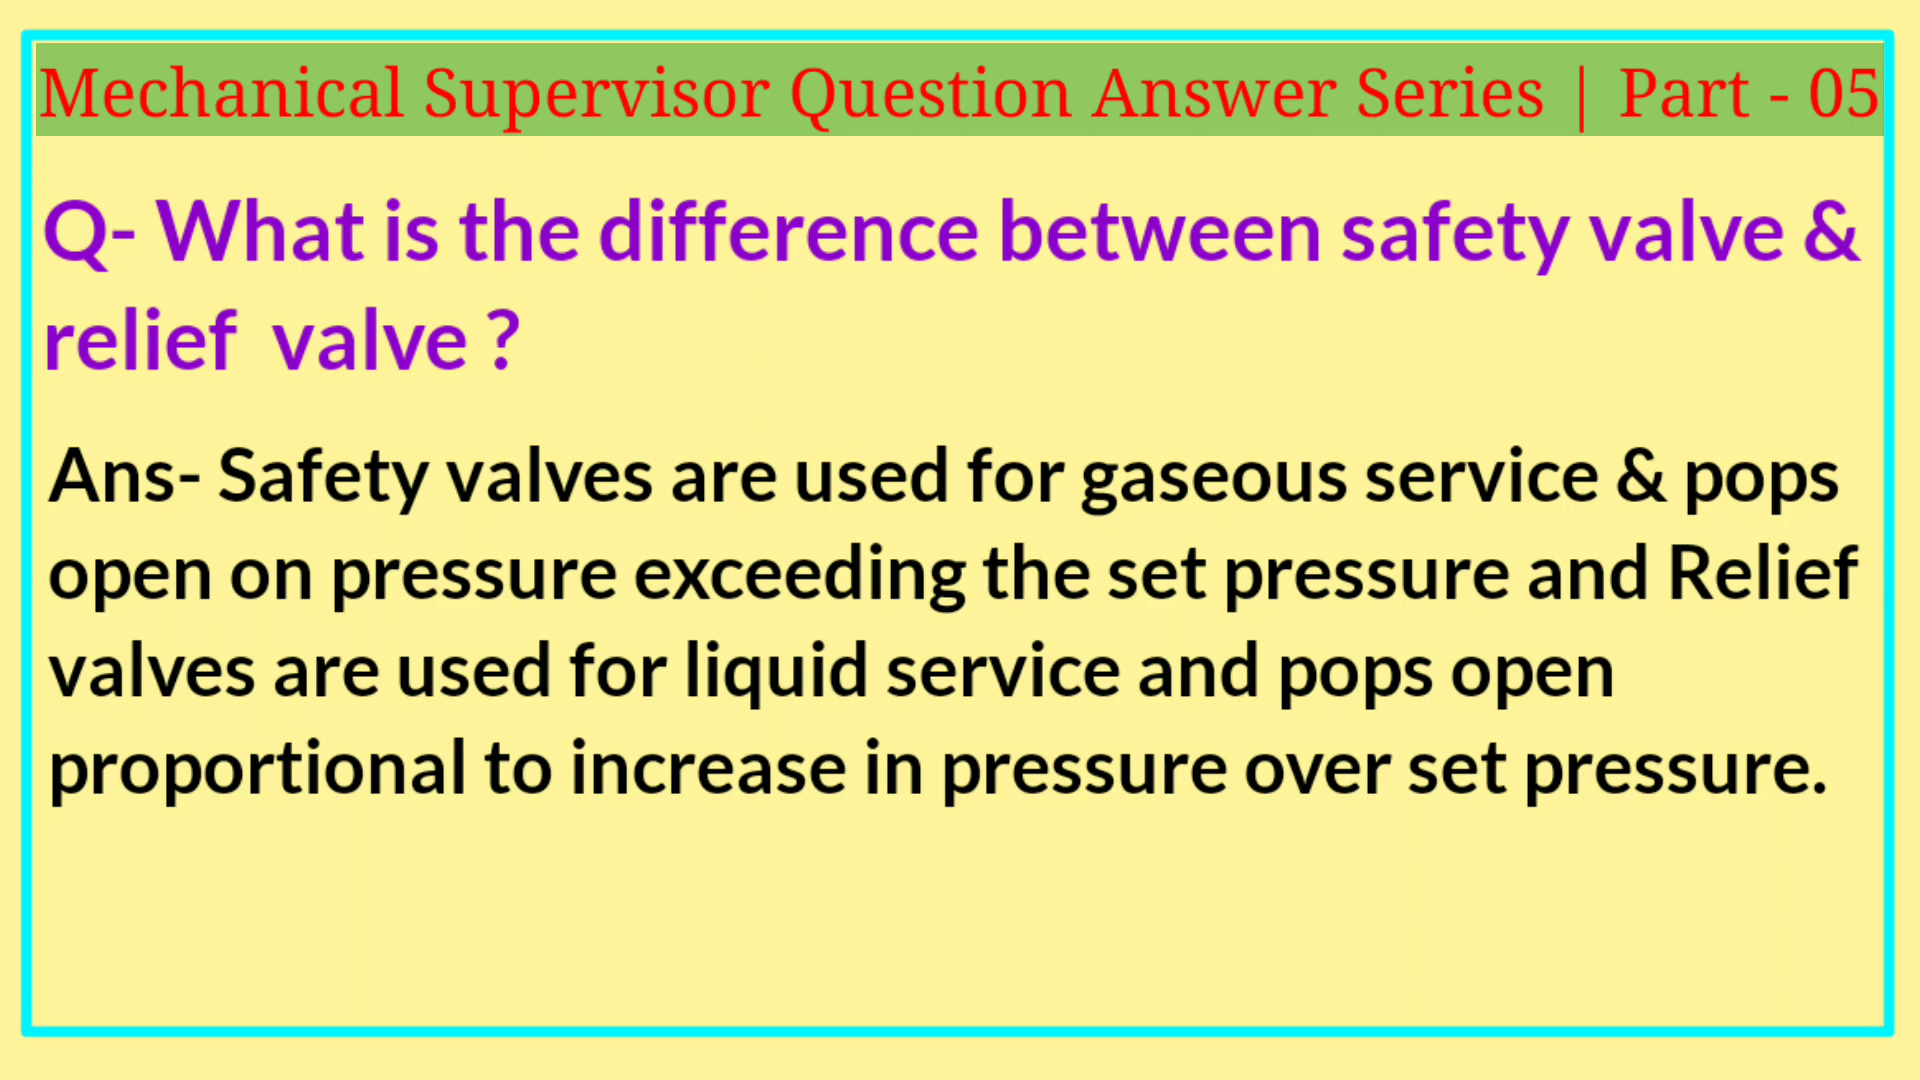 Mechanical Supervisor Question Answer Series | Part - 05
Q- What is the difference between safety valve &
relief  valve ?
Ans- Safety valves are used for gaseous service & pops
open on pressure exceeding the set pressure and Relief
valves are used for liquid service and pops open
proportional to increase in pressure over set pressure.